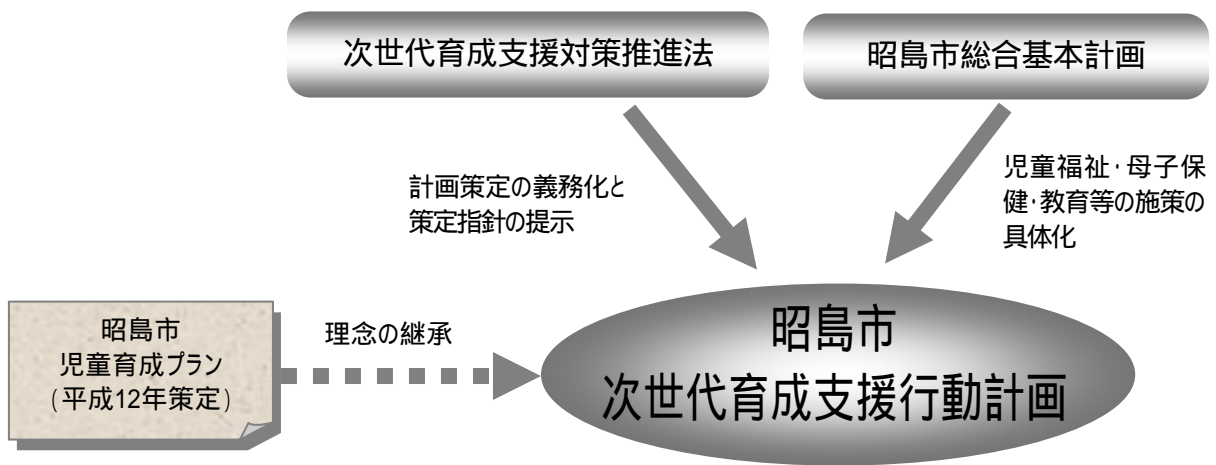 次世代育成支援対策推進法
昭島市総合基本計画
計画策定の義務化と
策定指針の提示
児童福祉・母子保
健・教育等の施策の
具体化
昭島市
児童育成プラン
(平成12年策定)
理念の継承
昭島市
次世代育成支援行動計画